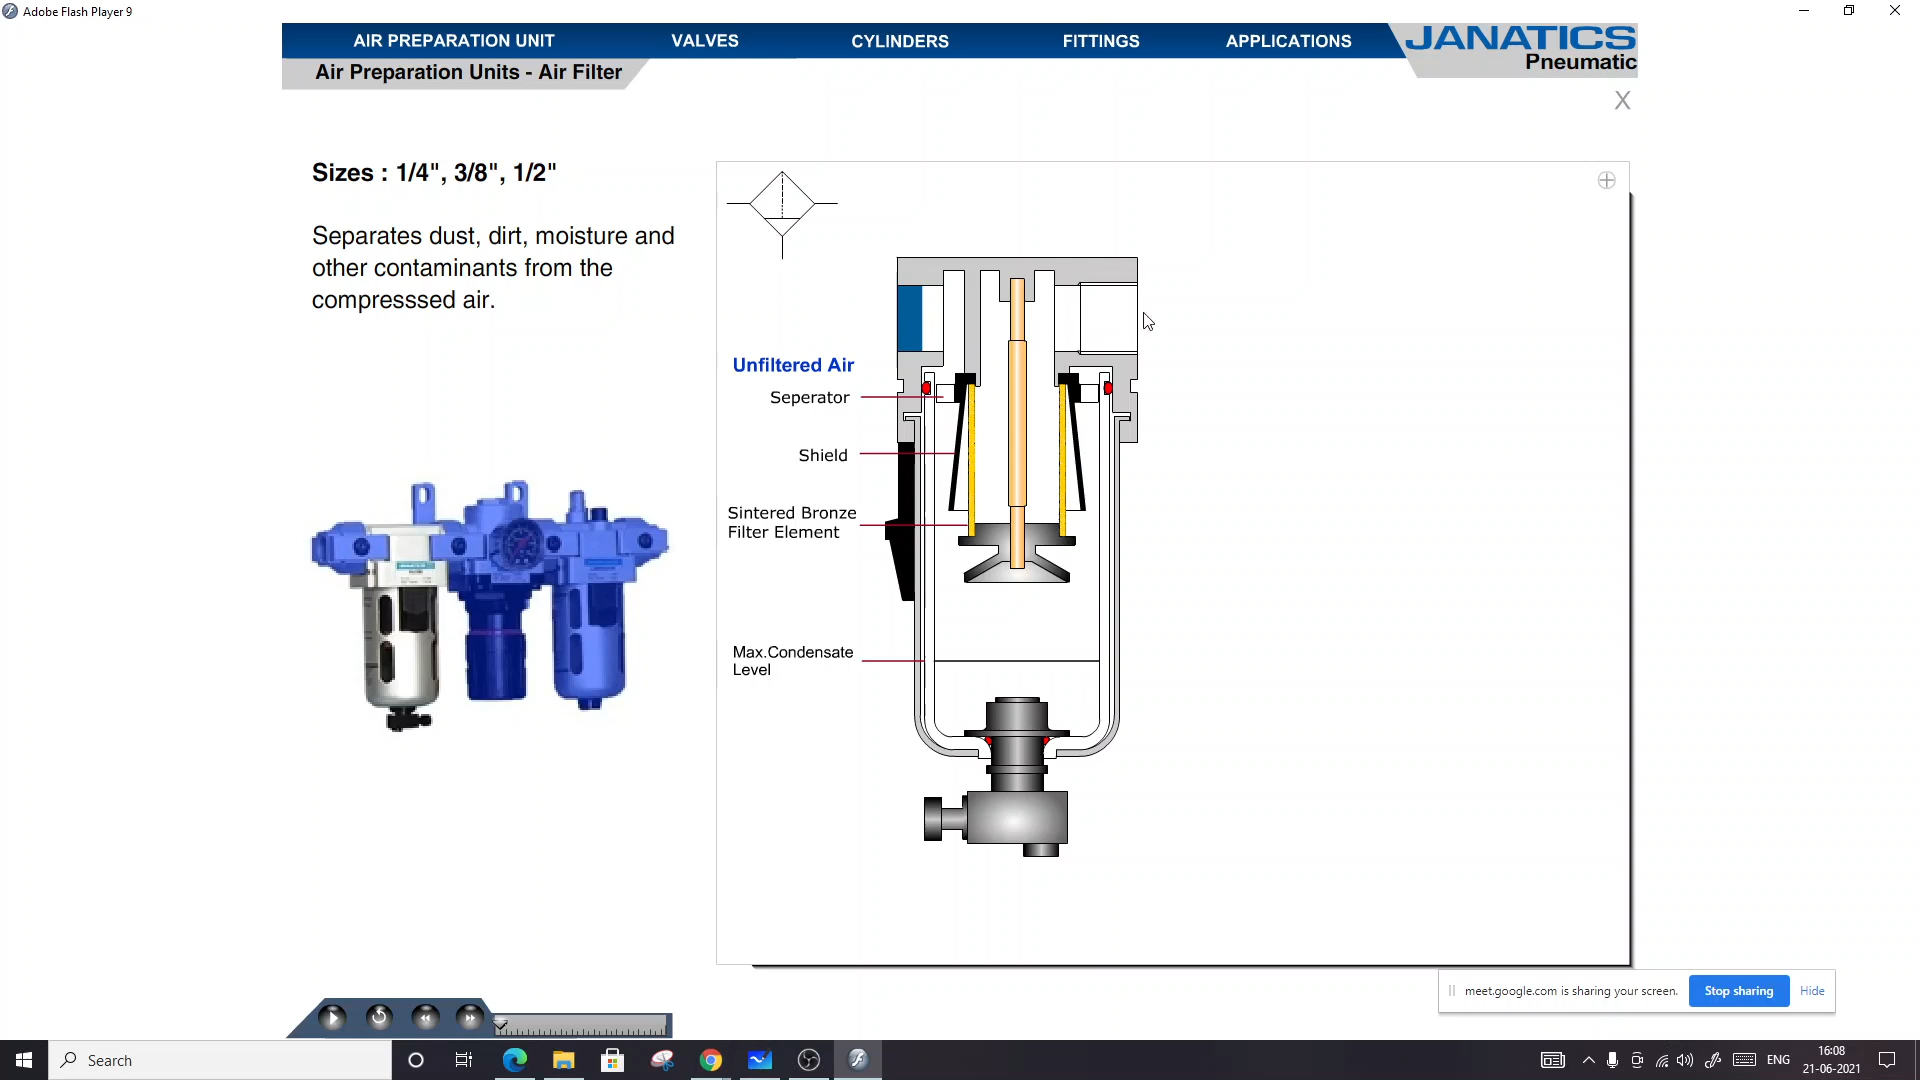 Adobe Flash Player 9
AIR PREPARATION UNIT
VALVES
CYLINDERS
FITTINGS
APPLICATIONS
JANATICS
Pneumatic
Air Preparation Units - Air Filter
X
Sizes : 1/4", 3/8", 1/2"
Separates dust, dirt, moisture and
other contaminants from the
compresssed air.
Unfiltered Air
Seperator
Shield
Sintered Bronze
Filter Element
Max.Condensate
Level
meet.google.com is sharing your screen.
Stop sharing
Hide
Search
ENG
16:08
21-06-2021